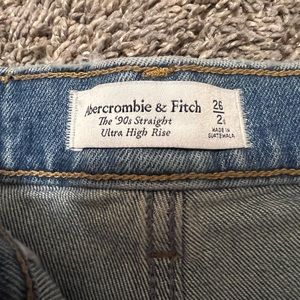 Abercrombie & Fitch
The '90s Straight
Ultra High Rise
26
2
MADE IN
GUATEMALA